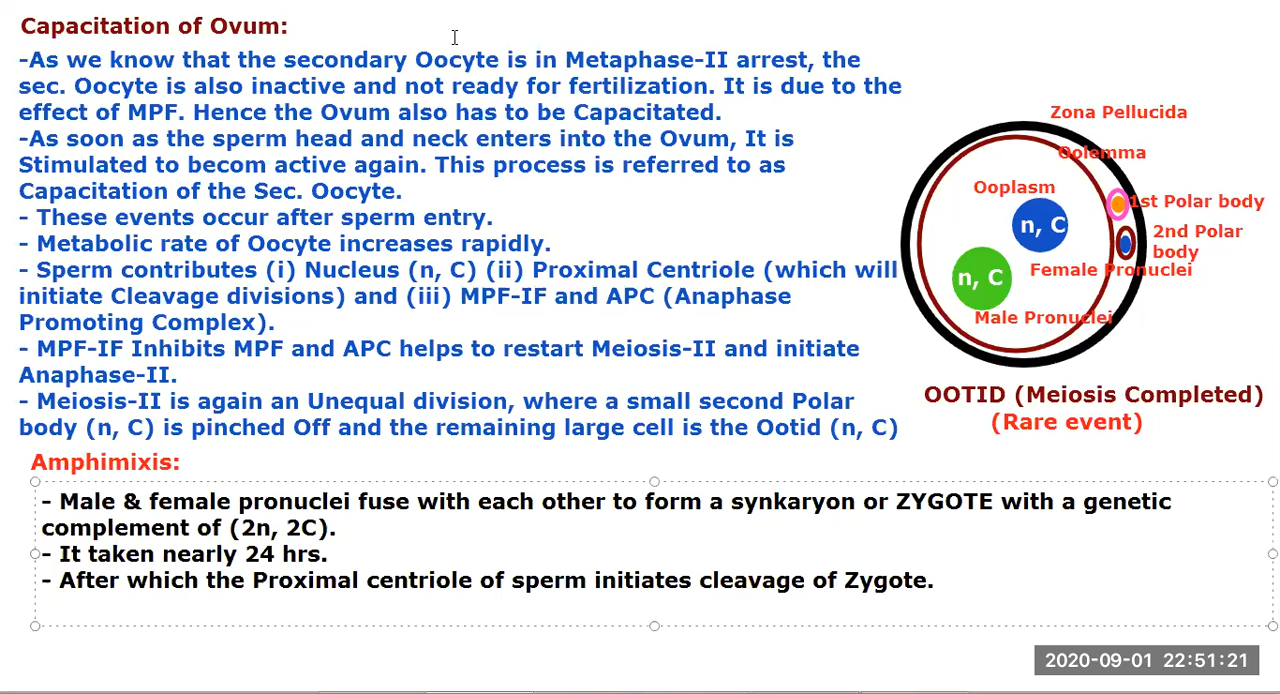 Capacitation of Ovum:
-As we know that the secondary Oocyte is in Metaphase-II arrest, the
sec. Oocyte is also inactive and not ready for fertilization. It is due to the
effect of MPF. Hence the Ovum also has to be Capacitated.
-As soon as the sperm head and neck enters into the Ovum, It is
Stimulated to becom active again. This process is referred to as
Capacitation of the Sec. Oocyte.
- These events occur after sperm entry.
- Metabolic rate of Oocyte increases rapidly.
- Sperm contributes (i) Nucleus (n, C) (ii) Proximal Centriole (which will
initiate Cleavage divisions) and (iii) MPF-IF and APC (Anaphase
Promoting Complex).
- MPF-IF Inhibits MPF and APC helps to restart Meiosis-II and initiate
Anaphase-II.
- Meiosis-II is again an Unequal division, where a small second Polar
body (n, C) is pinched Off and the remaining large cell is the Ootid (n, C)
Zona Pellucida
Oolemma
Ooplasm
1st Polar body
n, C
2nd Polar
body
Female Pronuclei
n, C
Male Pronuclei
OOTID (Meiosis Completed)
(Rare event)
Amphimixis:
- Male & female pronuclei fuse with each other to form a synkaryon or ZYGOTE with a genetic
complement of (2n, 2C).
- It taken nearly 24 hrs.
- After which the Proximal centriole of sperm initiates cleavage of Zygote.
2020-09-01 22:51:21